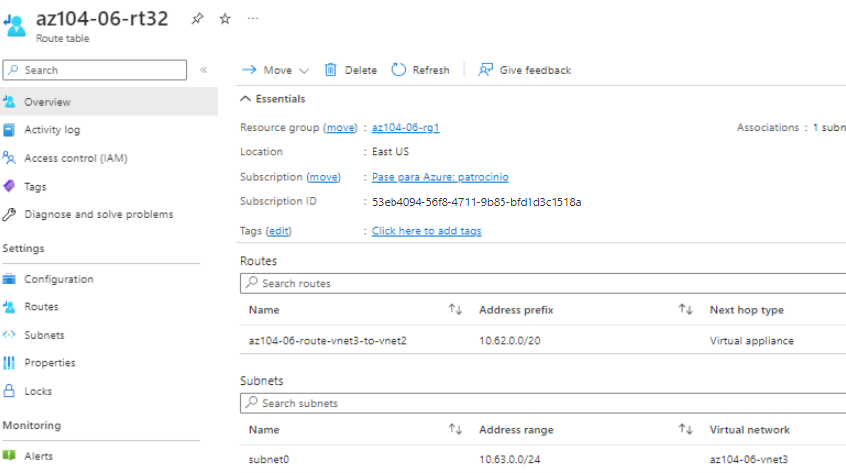 az104-06-rt32
Route table
Search
Overview
Activity log
Access control (IAM)
Tags
Diagnose and solve problems
Settings
Configuration
Routes
Subnets
Properties
Locks
Monitoring
Alerts
Move Delete Refresh Give feedback
Essentials
Resource group (move) : az104-06-rg1
Associations : 1 subn
Location : East US
Subscription (move) : Pase para Azure: patrocinio
Subscription ID : 53eb4094-56f8-4711-9b85-bfd1d3c1518a
Tags (edit) : Click here to add tags
Routes
Search routes
Name Address prefix Next hop type
az104-06-route-vnet3-to-vnet2 10.62.0.0/20 Virtual appliance
Subnets
Search subnets
Name Address range Virtual network
subnet0 10.63.0.0/24 az104-06-vnet3